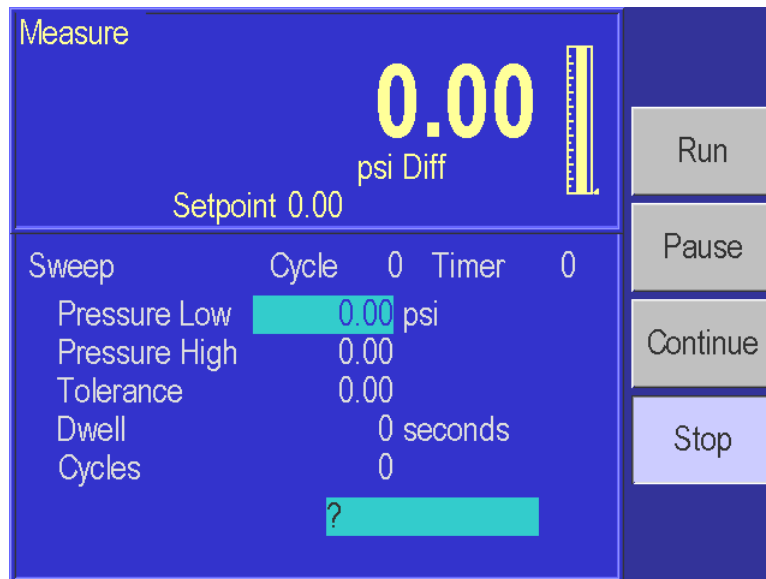 Measure
0.00
psi Diff
Setpoint 0.00
Sweep Cycle 0 Timer 0
Pressure Low 0.00 psi
Pressure High 0.00
Tolerance 0.00
Dwell 0 seconds
Cycles 0
?
Run
Pause
Continue
Stop